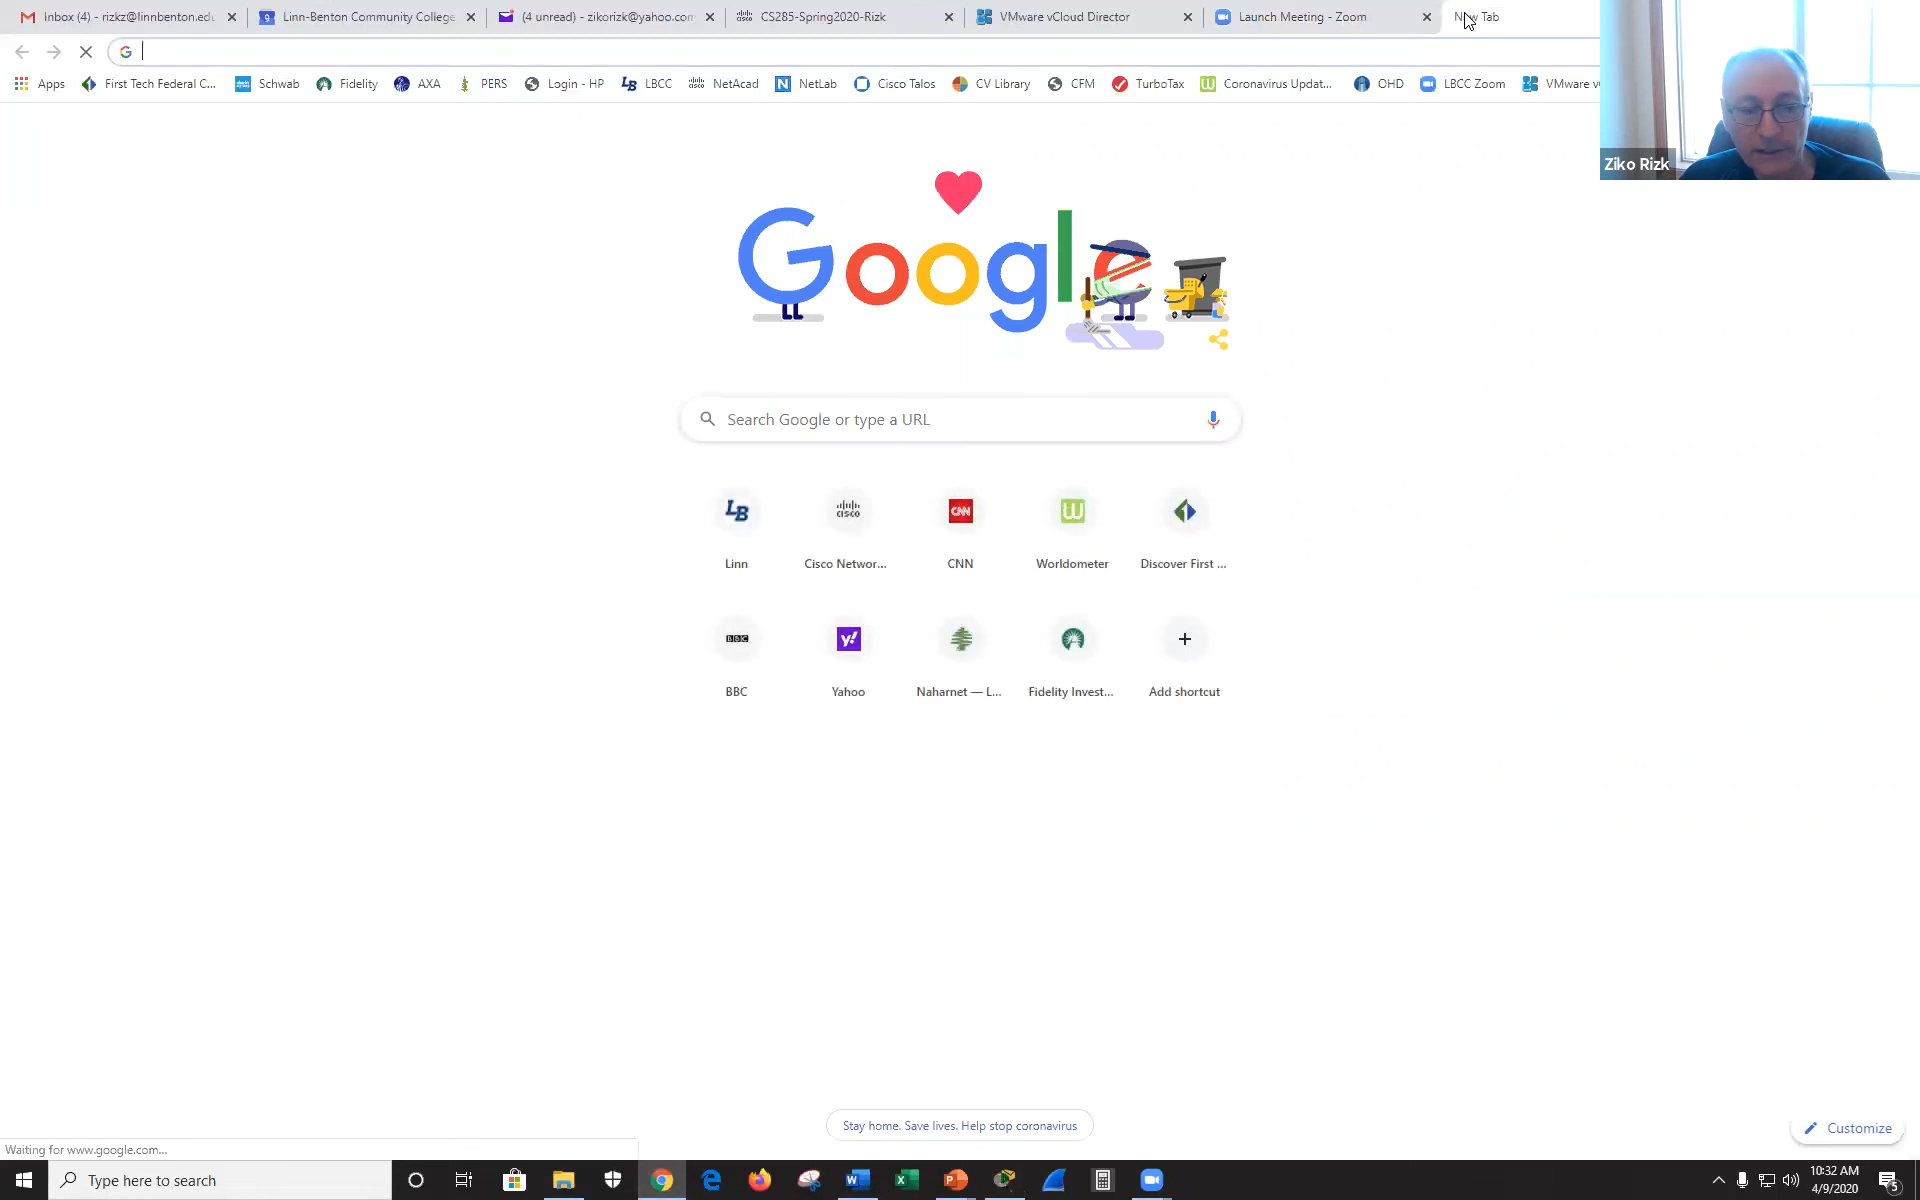 Inbox (4) - rizkz@linnbenton.edu
Linn-Benton Community College
(4 unread) - zikorizk@yahoo.com
CS285-Spring2020-Rizk
VMware vCloud Director
Launch Meeting - Zoom
New Tab
Apps
First Tech Federal C...
Schwab
Fidelity
AXA
PERS
Login - HP
LBCC
NetAcad
NetLab
Cisco Talos
CV Library
CFM
TurboTax
Coronavirus Updat...
OHD
LBCC Zoom
VMware v
Ziko Rizk
Google
Search Google or type a URL
Linn
Cisco Networ...
CNN
Worldometer
Discover First ...
BBC
Yahoo
Naharnet — L...
Fidelity Invest...
Add shortcut
Stay home. Save lives. Help stop coronavirus
Customize
Waiting for www.google.com...
Type here to search
10:32 AM
4/9/2020
5